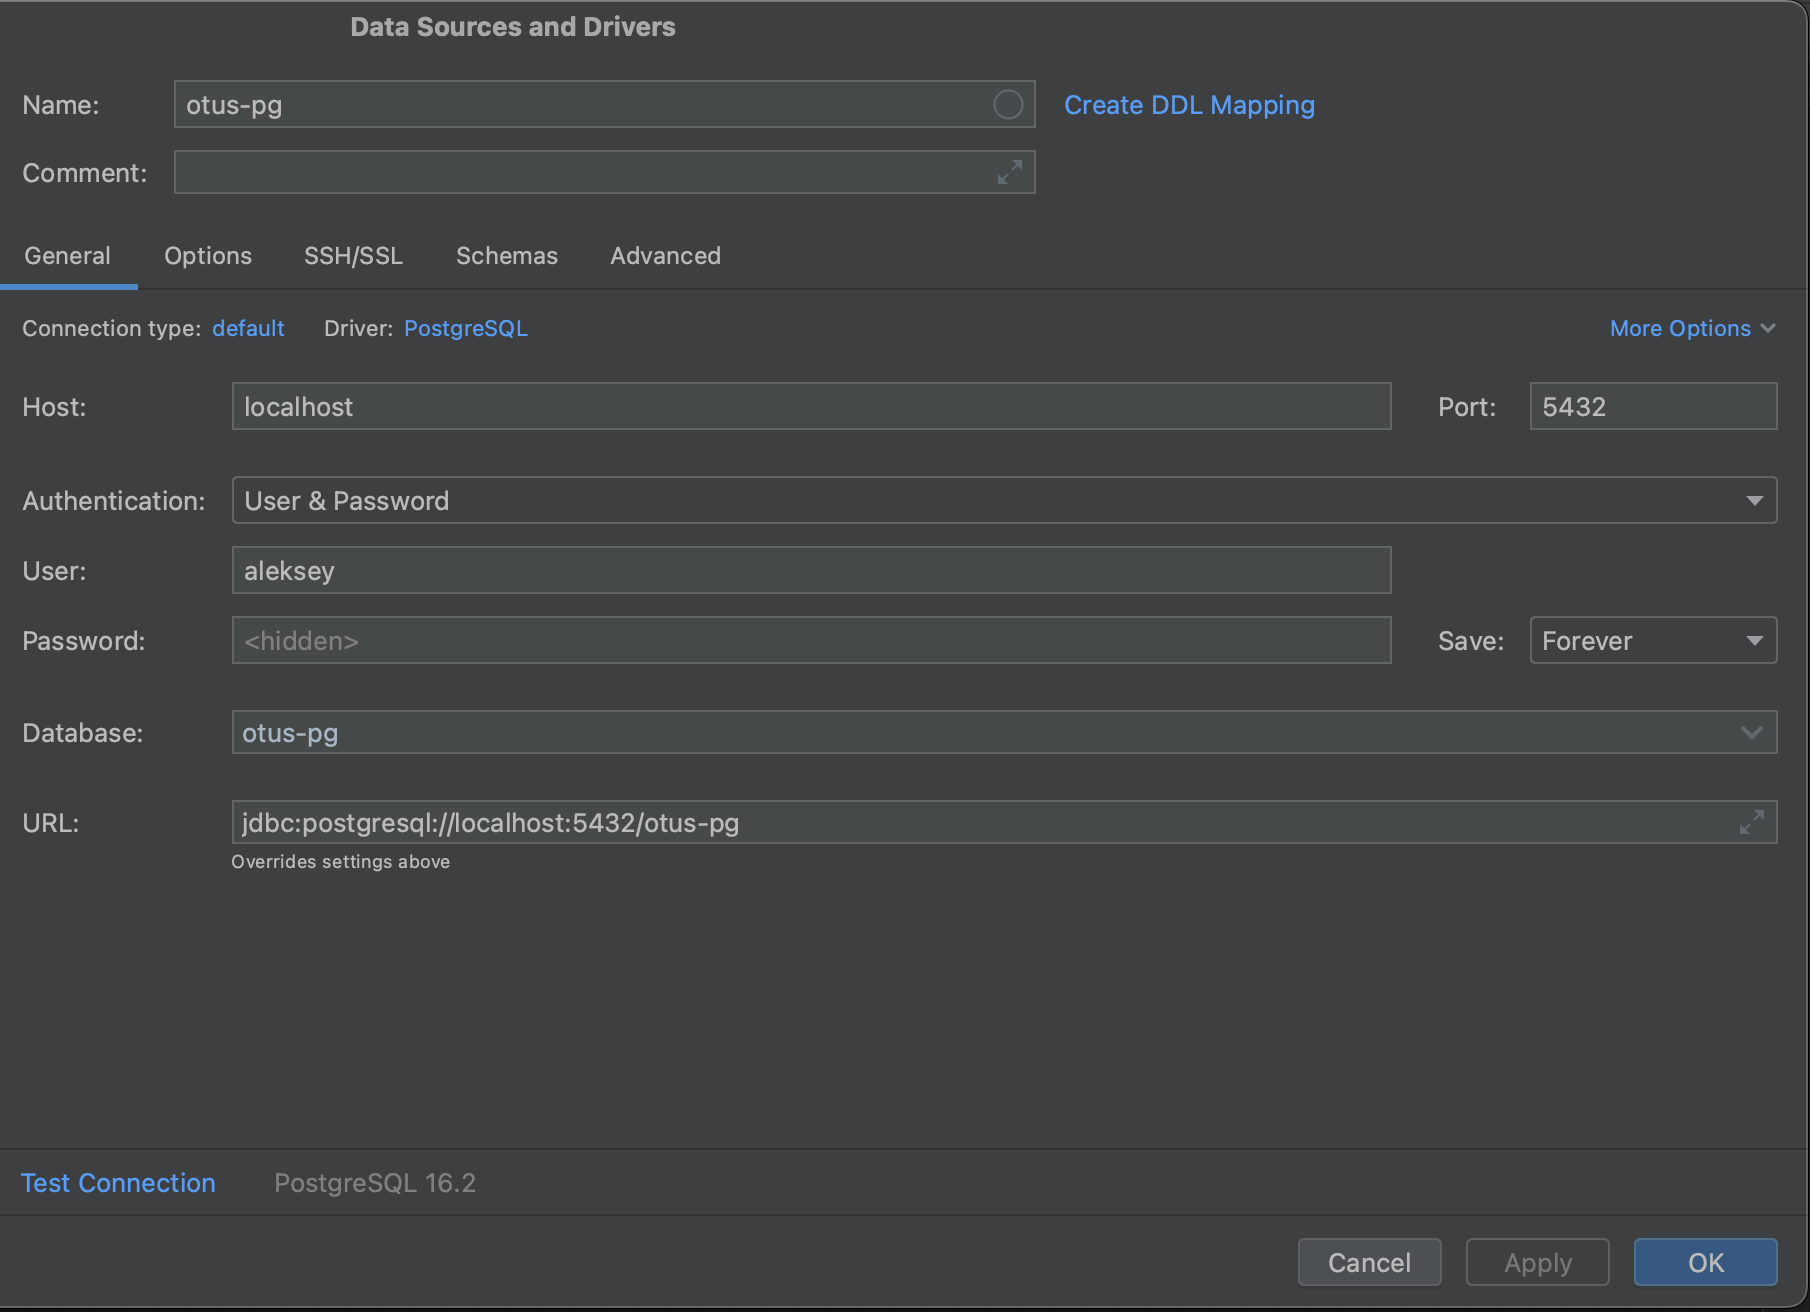 Data Sources and Drivers
Name: otus-pg Create DDL Mapping
Comment:
General Options SSH/SSL Schemas Advanced
Connection type: default Driver: PostgreSQL More Options
Host: localhost Port: 5432
Authentication: User & Password
User: aleksey
Password: <hidden> Save: Forever
Database: otus-pg
URL: jdbc:postgresql://localhost:5432/otus-pg
Overrides settings above
Test Connection PostgreSQL 16.2
Cancel Apply OK